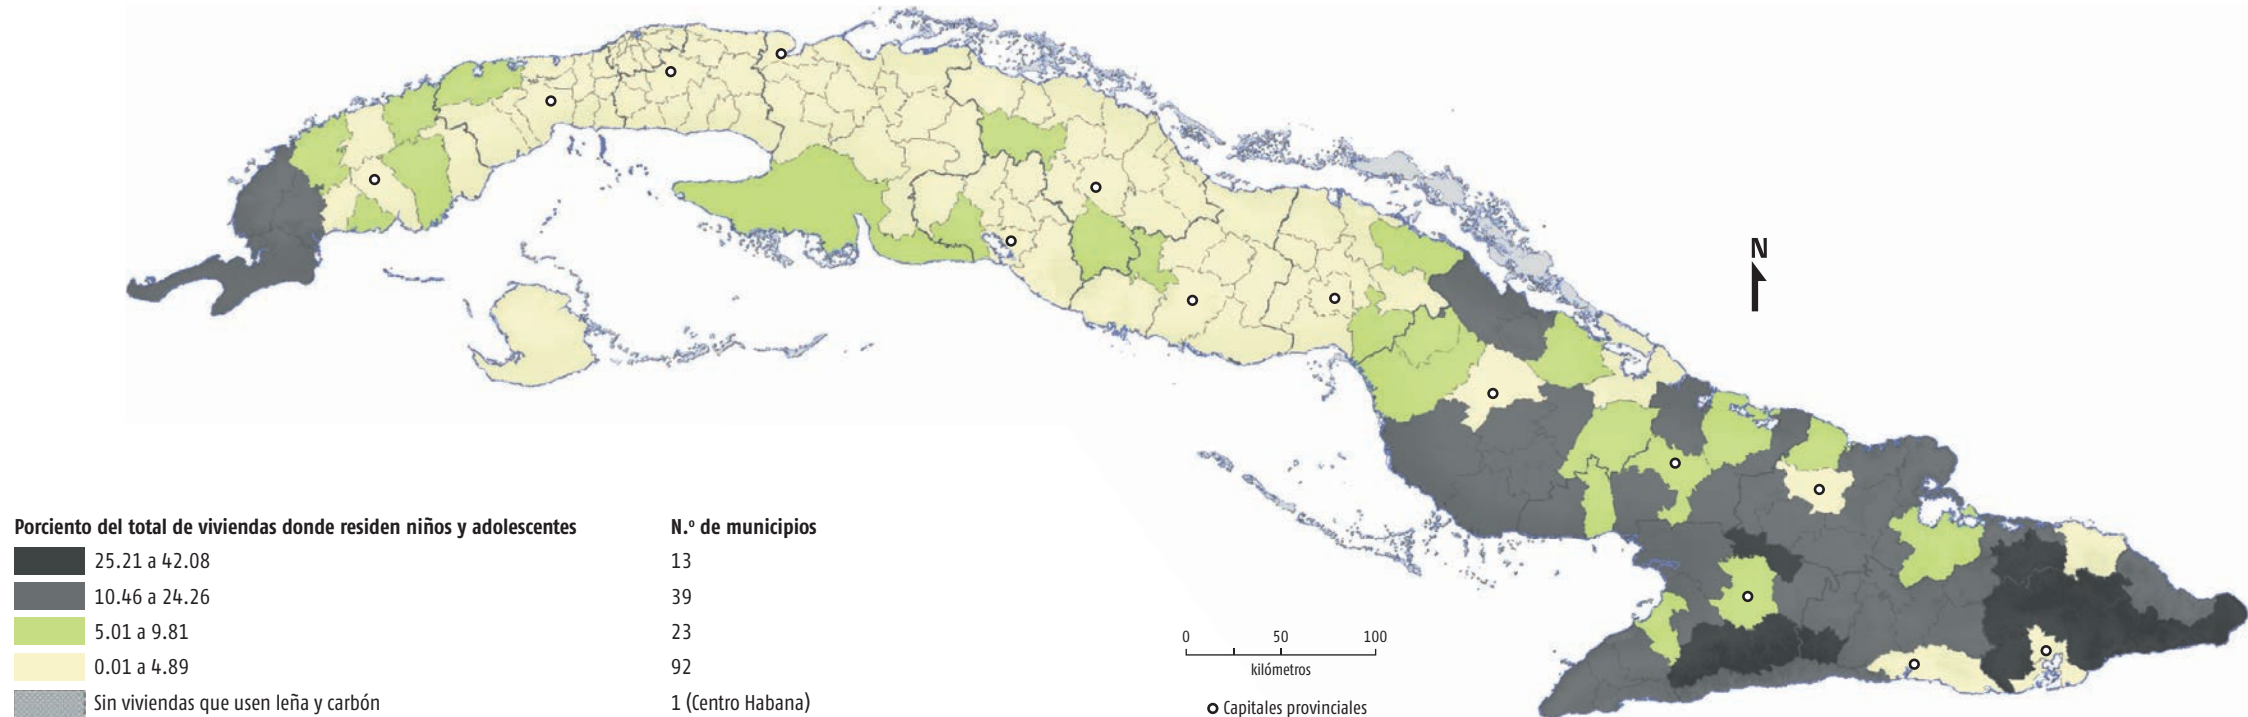 N
Porciento del total de viviendas donde residen niños y adolescentes N.º de municipios
25.21 a 42.08 13
10.46 a 24.26 39
5.01 a 9.81 23
0.01 a 4.89 92
Sin viviendas que usen leña y carbón 1 (Centro Habana)
0 50 100
kilómetros
Capitales provinciales